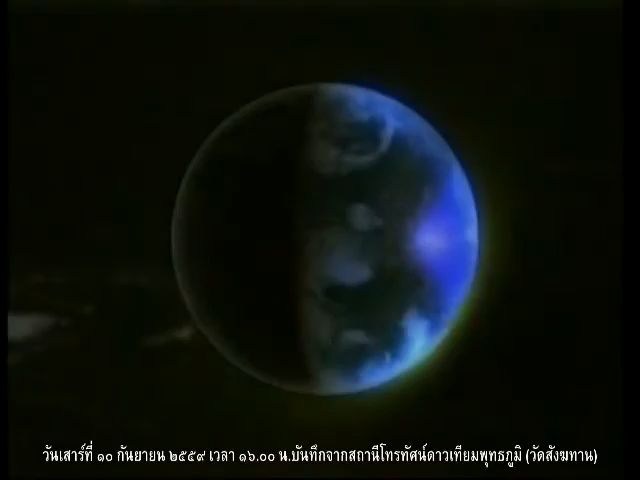 วันเสาร์ที่ ๑๐ กันยายน ๒๕๕๙ เวลา ๑๖.๐๐ น.บันทึกจากสถานีโทรทัศน์ดาวเทียมพุทธภูมิ (วัดสังฆทาน)